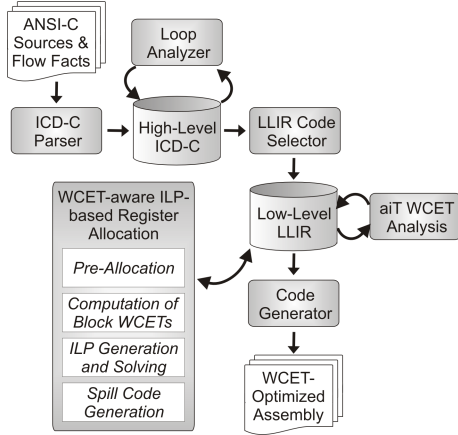 ANSI-C
Sources &
Flow Facts
Loop
Analyzer
ICD-C
Parser
High-Level
ICD-C
LLIR Code
Selector
WCET-aware ILP-
based Register
Allocation
Pre-Allocation
Computation of
Block WCETs
ILP Generation
and Solving
Spill Code
Generation
Low-Level
LLIR
aiT WCET
Analysis
Code
Generator
WCET-
Optimized
Assembly